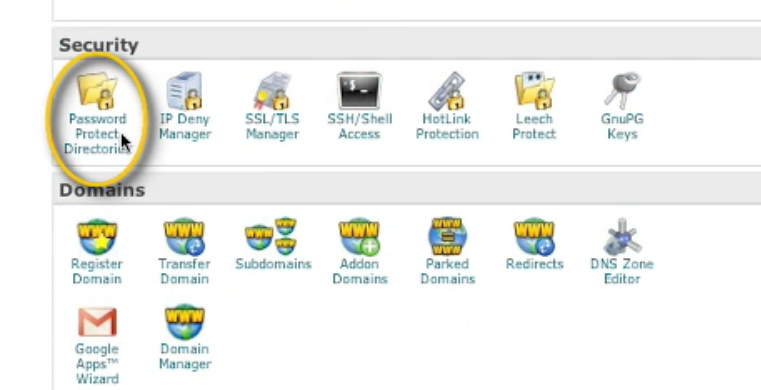 Security
Password Protect Directories
IP Deny Manager
SSL/TLS Manager
SSH/Shell Access
HotLink Protection
Leech Protect
GnuPG Keys
Domains
Register Domain
Transfer Domain
Subdomains
Addon Domains
Parked Domains
Redirects
DNS Zone Editor
Google Apps™ Wizard
Domain Manager